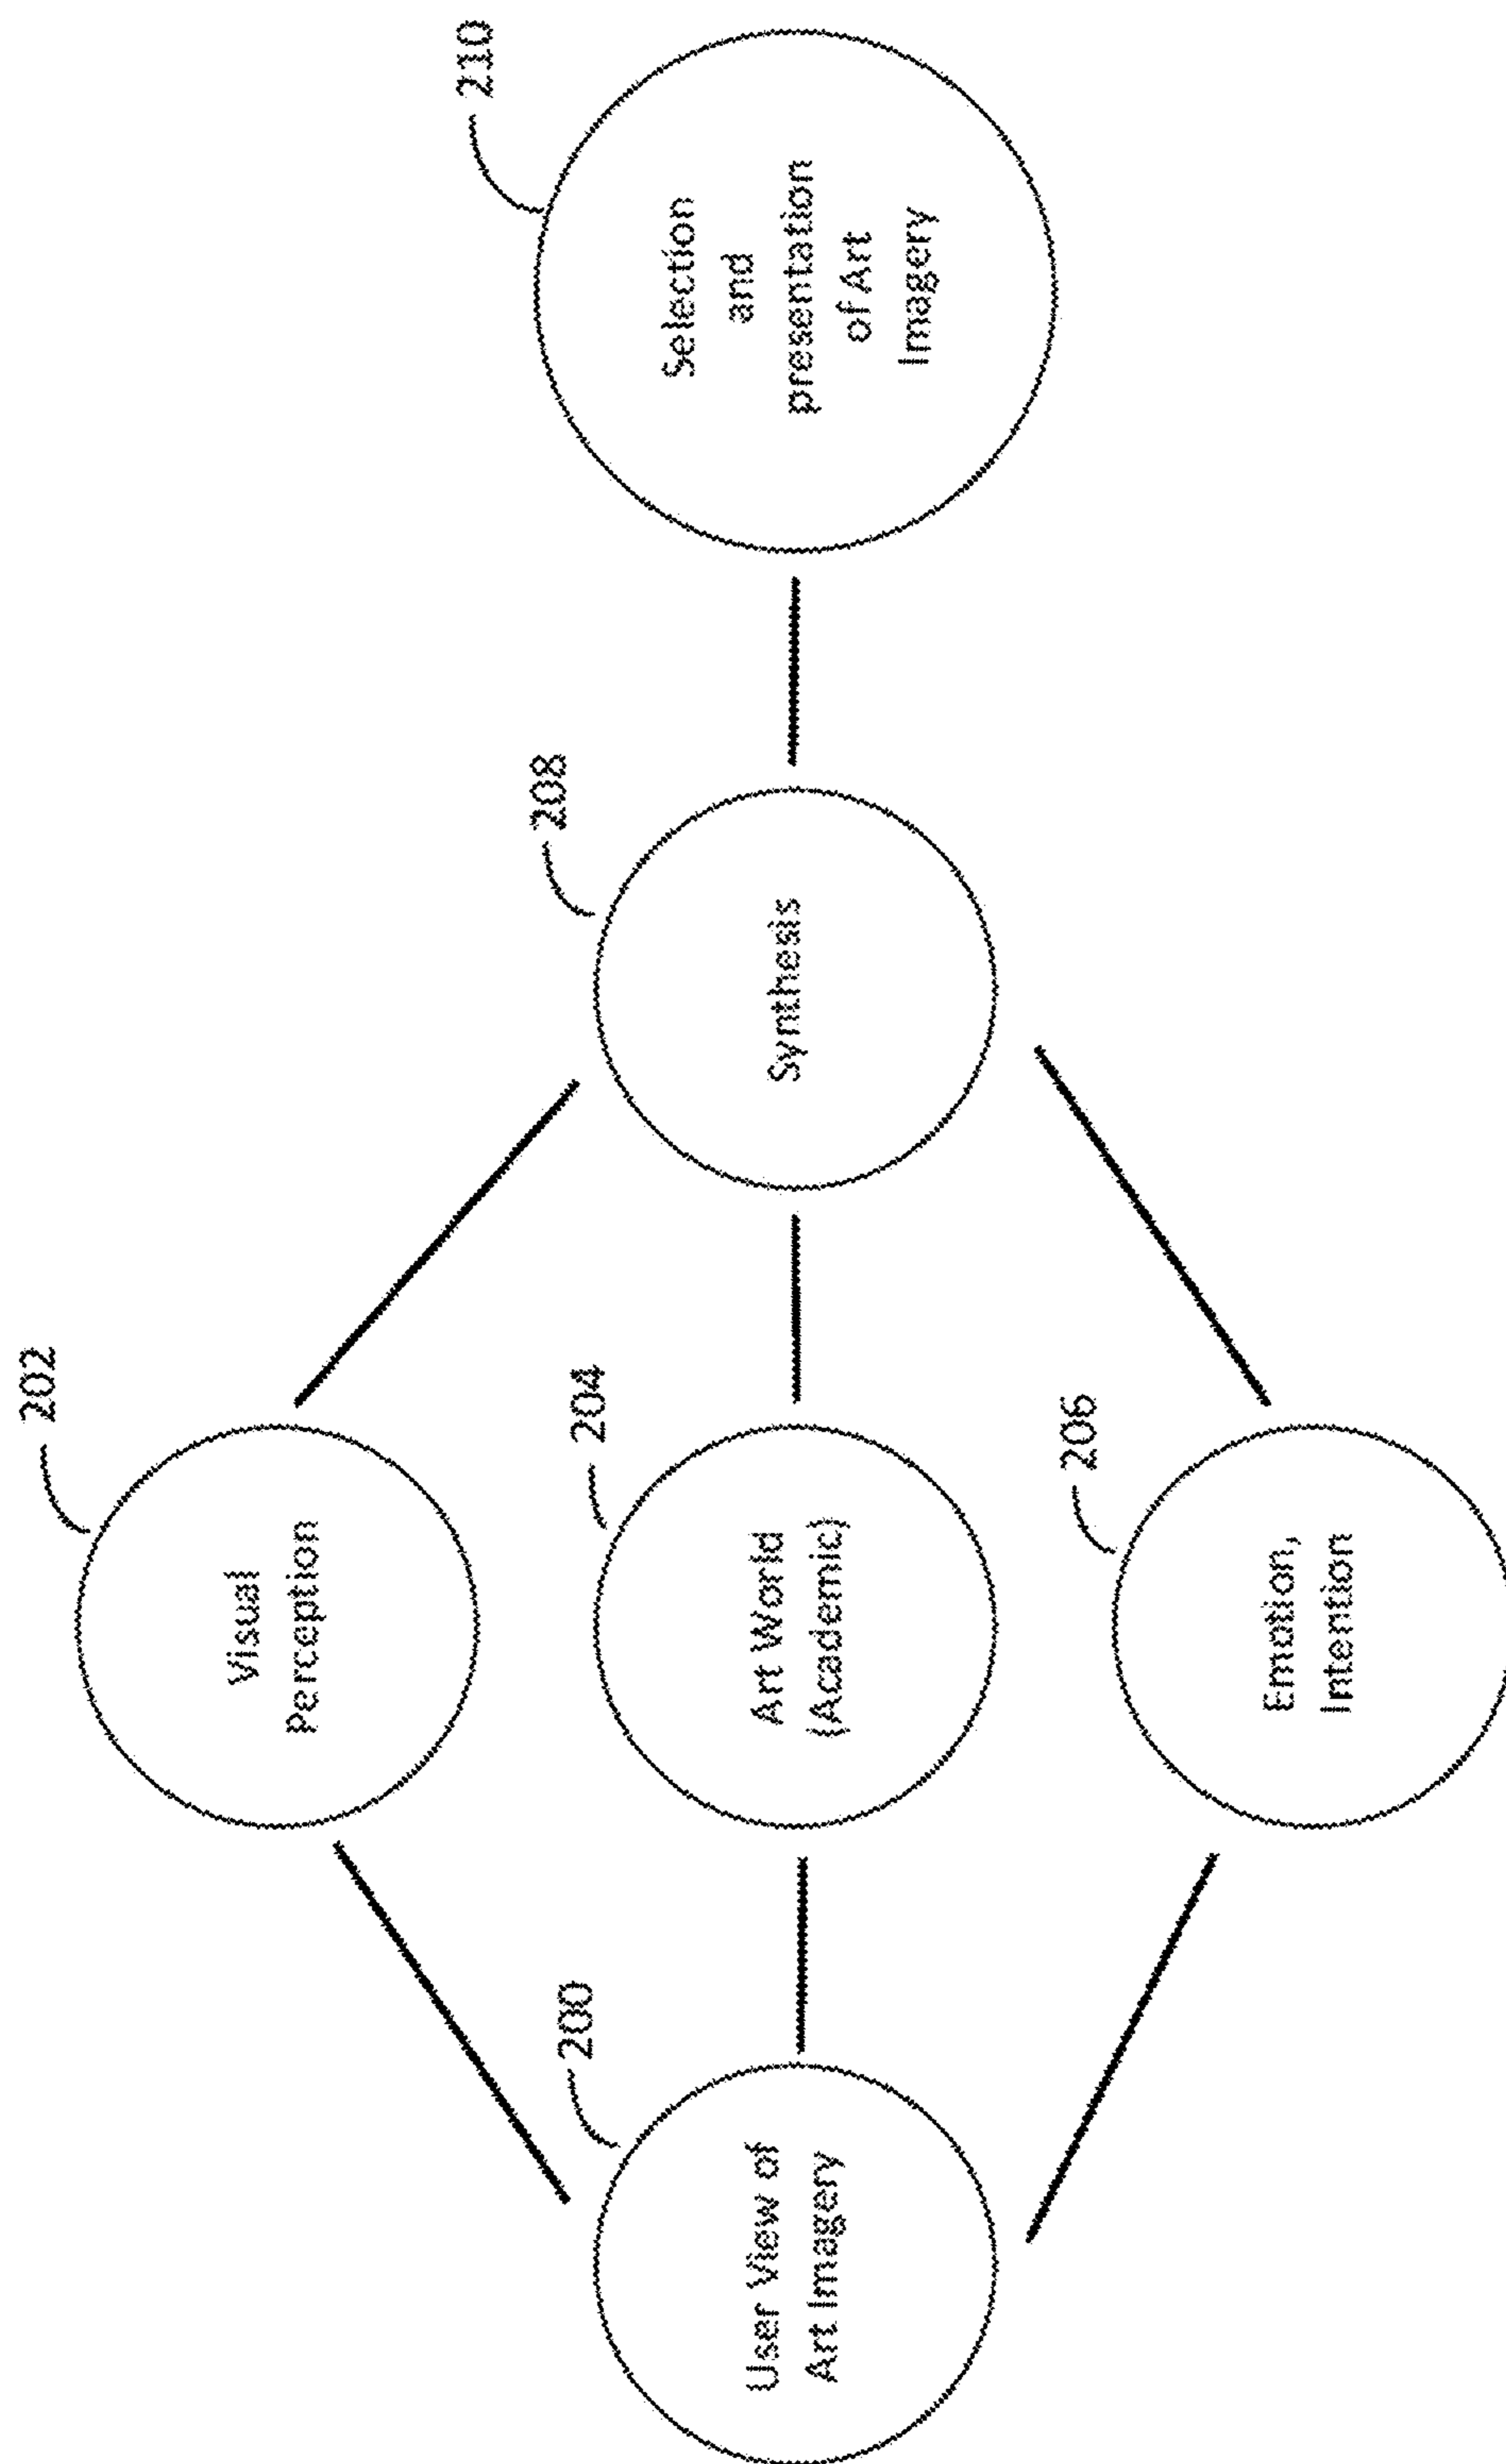 202
Visual
Perception
200
User View of
Art Imagery
204
Art World
(Academic)
206
Emotion,
Intention
208
Synthesis
210
Selection
and
presentation
of Art
Imagery